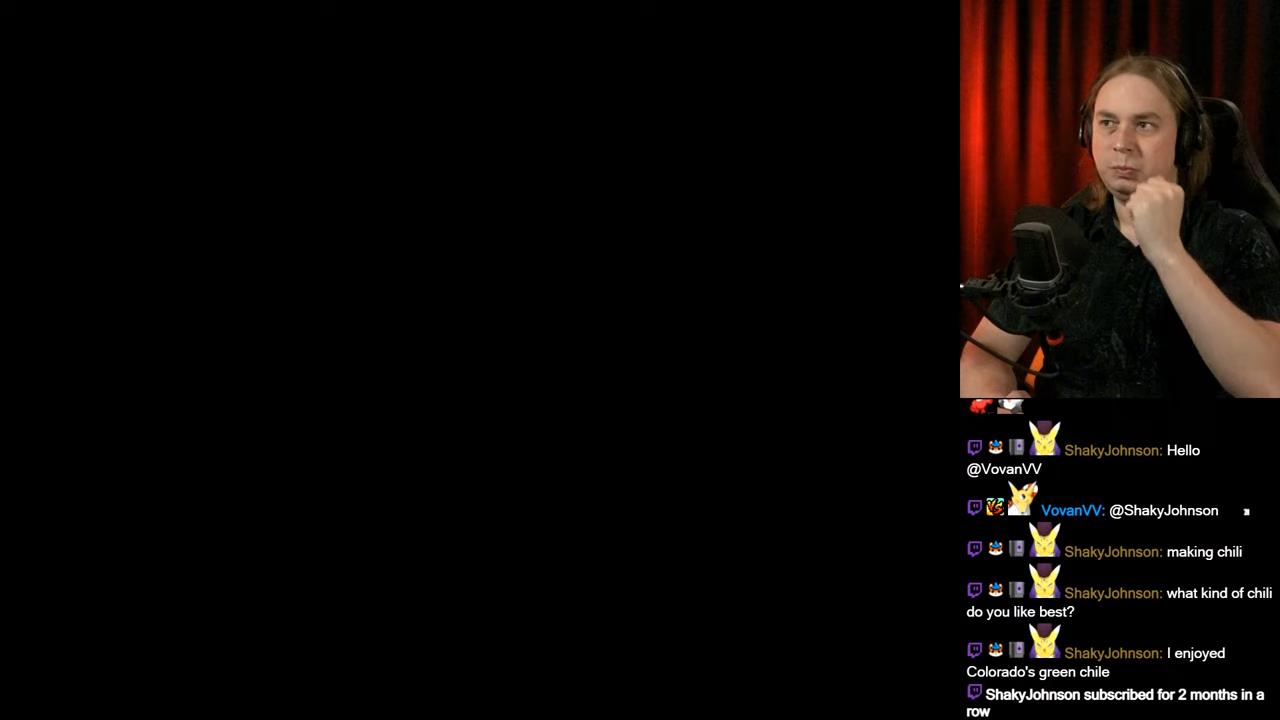 ShakyJohnson: Hello
@VovanVV
VovanVV: @ShakyJohnson
ShakyJohnson: making chili
ShakyJohnson: what kind of chili
do you like best?
ShakyJohnson: I enjoyed
Colorado's green chile
ShakyJohnson subscribed for 2 months in a
row